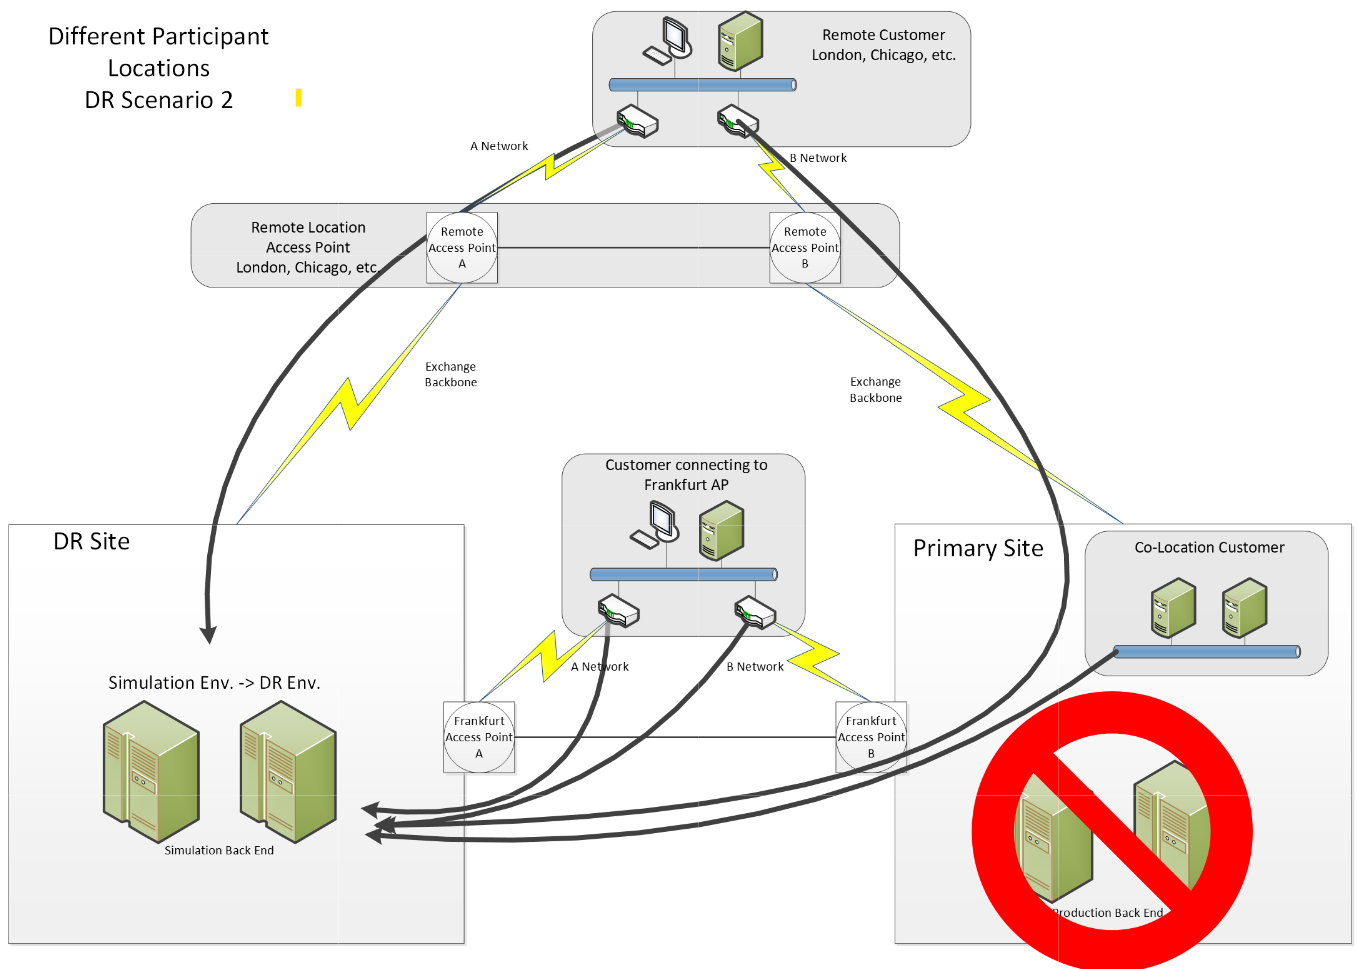 Different Participant
Locations
DR Scenario 2
Remote Customer
London, Chicago, etc.
A Network
B Network
Remote Location
Access Point
London, Chicago, etc.
Remote
Access Point
A
Remote
Access Point
B
Exchange
Backbone
Exchange
Backbone
Customer connecting to
Frankfurt AP
DR Site
Primary Site
Co-Location Customer
A Network
B Network
Simulation Env. -> DR Env.
Frankfurt
Access Point
A
Frankfurt
Access Point
B
Simulation Back End
Production Back End